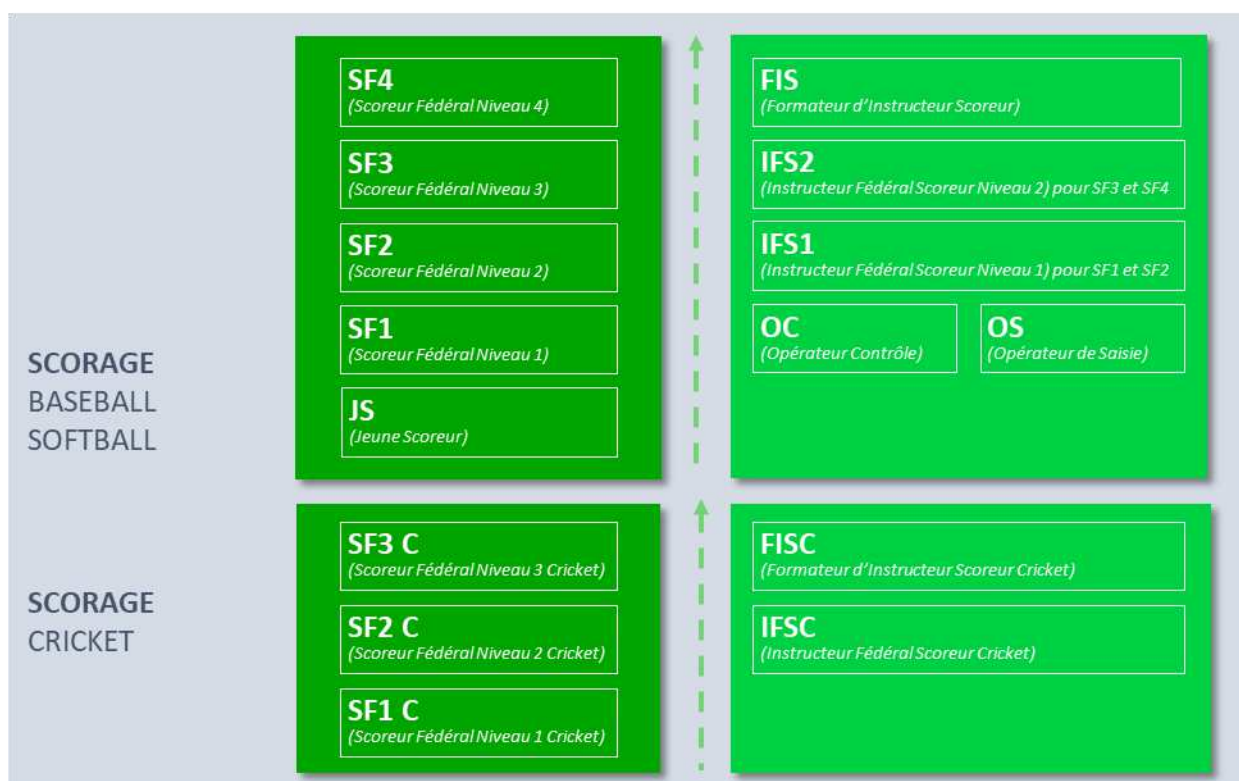 SCORAGE
BASEBALL
SOFTBALL
SF4
(Scoreur Fédéral Niveau 4)
SF3
(Scoreur Fédéral Niveau 3)
SF2
(Scoreur Fédéral Niveau 2)
SF1
(Scoreur Fédéral Niveau 1)
JS
(Jeune Scoreur)
FIS
(Formateur d'Instructeur Scoreur)
IFS2
(Instructeur Fédéral Scoreur Niveau 2) pour SF3 et SF4
IFS1
(Instructeur Fédéral Scoreur Niveau 1) pour SF1 et SF2
OC
(Opérateur Contrôle)
OS
(Opérateur de Saisie)
SCORAGE
CRICKET
SF3 C
(Scoreur Fédéral Niveau 3 Cricket)
SF2 C
(Scoreur Fédéral Niveau 2 Cricket)
SF1 C
(Scoreur Fédéral Niveau 1 Cricket)
FISC
(Formateur d'Instructeur Scoreur Cricket)
IFSC
(Instructeur Fédéral Scoreur Cricket)